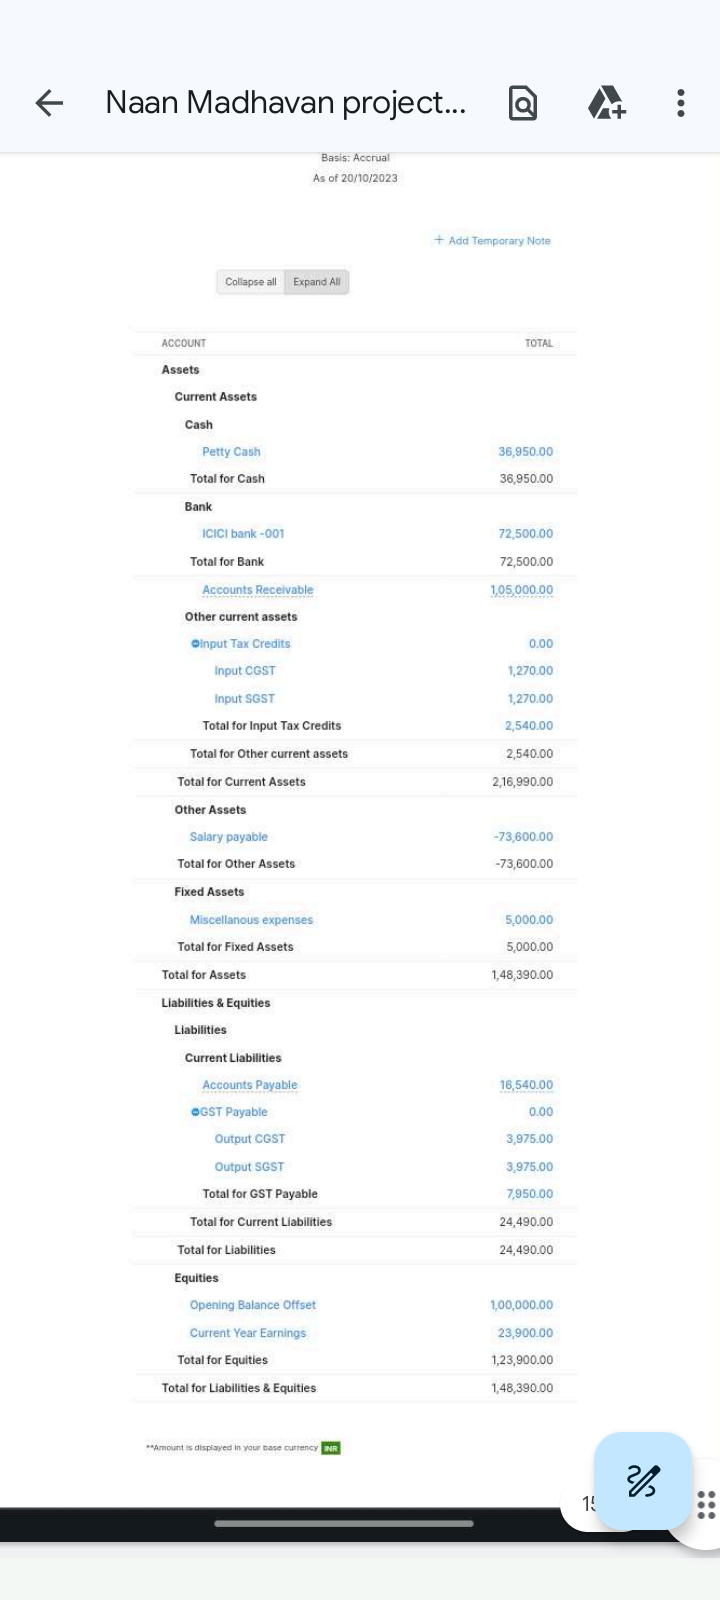 Naan Madhavan project...
Basis: Accrual
As of 20/10/2023
+ Add Temporary Note
Collapse all Expand All
ACCOUNT TOTAL
Assets
Current Assets
Cash
Petty Cash 36,950.00
Total for Cash 36,950.00
Bank
ICICI bank -001 72,500.00
Total for Bank 72,500.00
Accounts Receivable 1,05,000.00
Other current assets
Input Tax Credits 0.00
Input CGST 1,270.00
Input SGST 1,270.00
Total for Input Tax Credits 2,540.00
Total for Other current assets 2,540.00
Total for Current Assets 2,16,990.00
Other Assets
Salary payable -73,600.00
Total for Other Assets -73,600.00
Fixed Assets
Miscellanous expenses 5,000.00
Total for Fixed Assets 5,000.00
Total for Assets 1,48,390.00
Liabilities & Equities
Liabilities
Current Liabilities
Accounts Payable 16,540.00
GST Payable 0.00
Output CGST 3,975.00
Output SGST 3,975.00
Total for GST Payable 7,950.00
Total for Current Liabilities 24,490.00
Total for Liabilities 24,490.00
Equities
Opening Balance Offset 1,00,000.00
Current Year Earnings 23,900.00
Total for Equities 1,23,900.00
Total for Liabilities & Equities 1,48,390.00
**Amount is displayed in your base currency INR